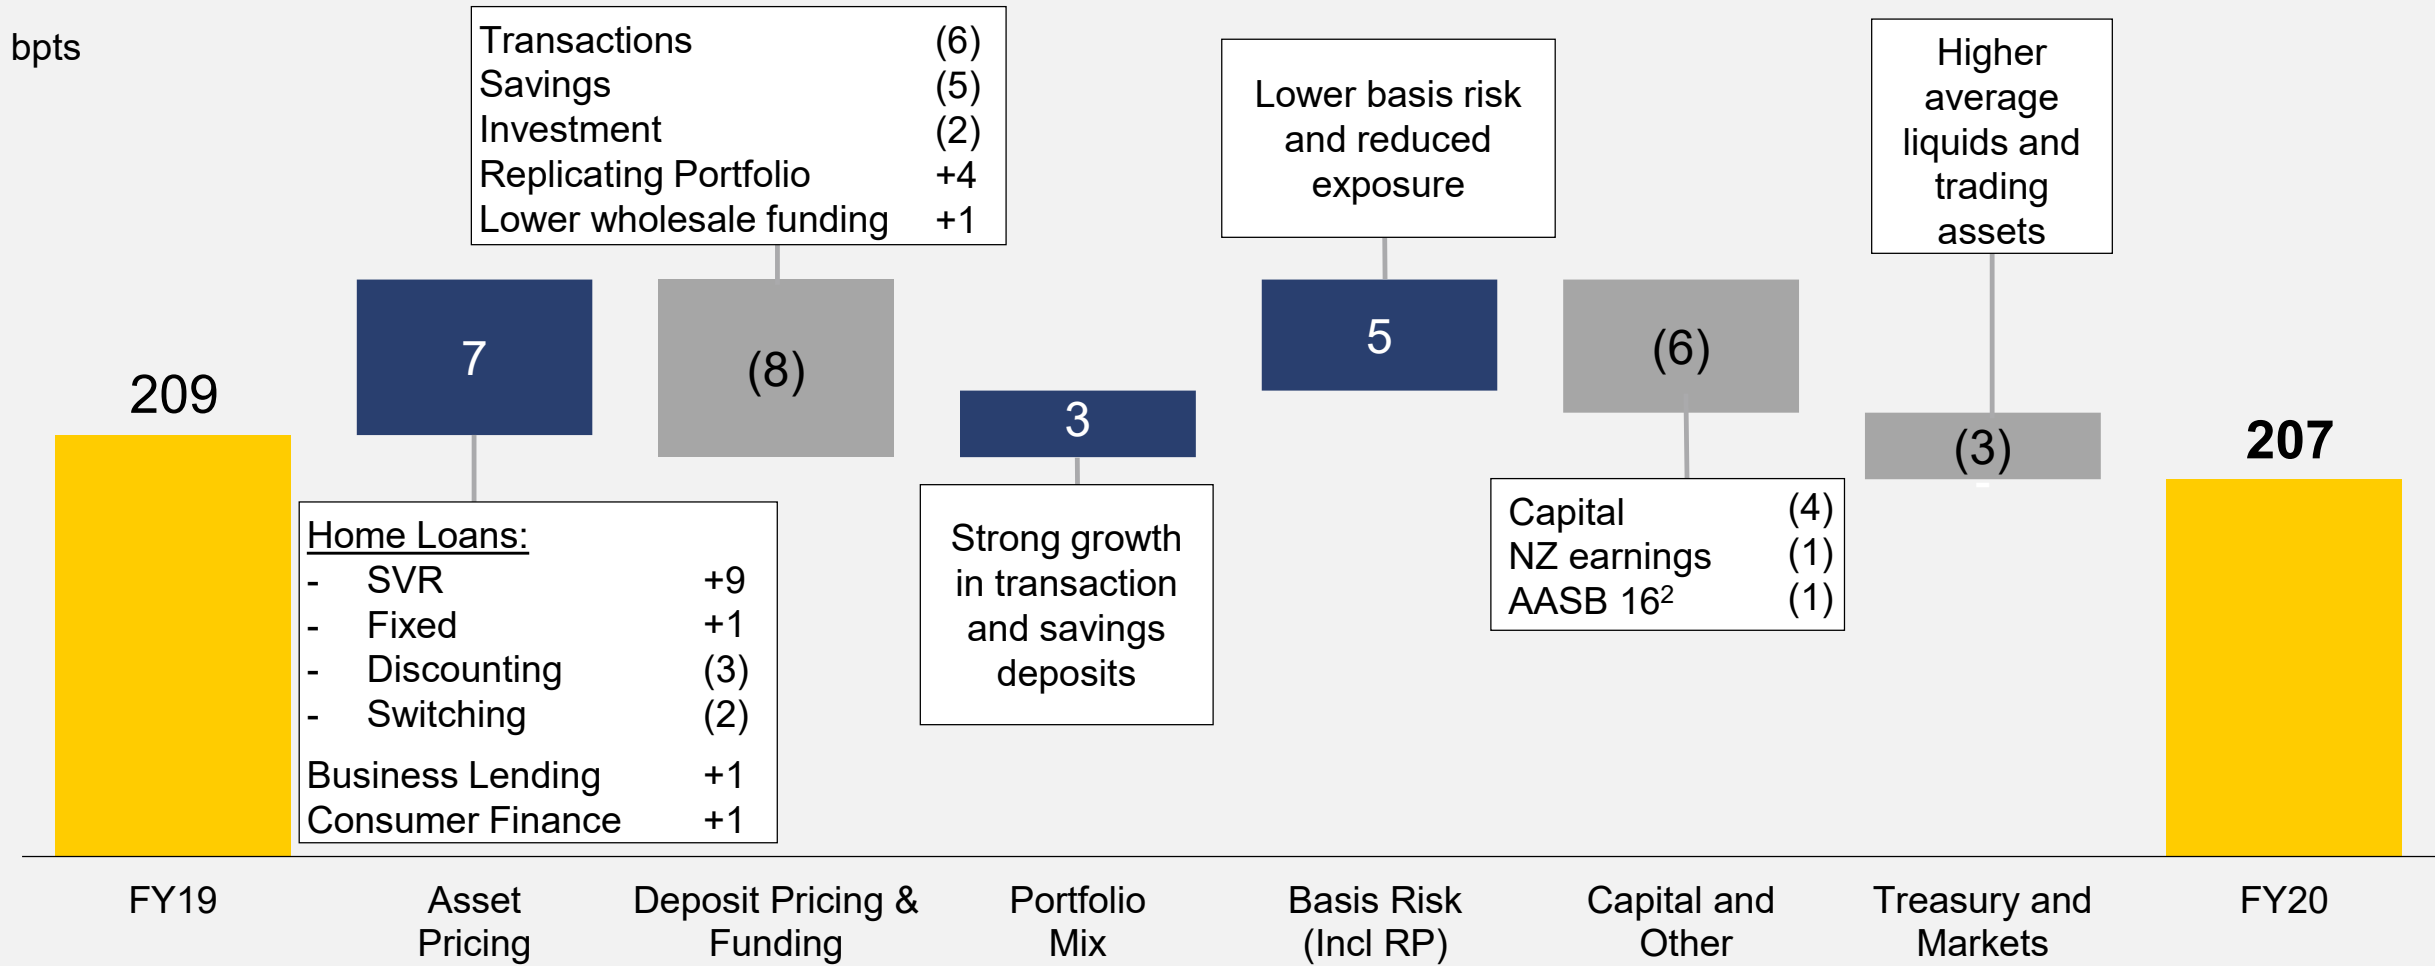 bpts
Transactions (6)
Savings (5)
Investment (2)
Replicating Portfolio +4
Lower wholesale funding +1
Lower basis risk
and reduced
exposure
Higher
average
liquids and
trading
assets
209
7
(8)
3
5
(6)
(3)
207
Home Loans:
- SVR +9
- Fixed +1
- Discounting (3)
- Switching (2)
Business Lending +1
Consumer Finance +1
Strong growth
in transaction
and savings
deposits
Capital (4)
NZ earnings (1)
AASB 16² (1)
FY19
Asset
Pricing
Deposit Pricing &
Funding
Portfolio
Mix
Basis Risk
(Incl RP)
Capital and
Other
Treasury and
Markets
FY20